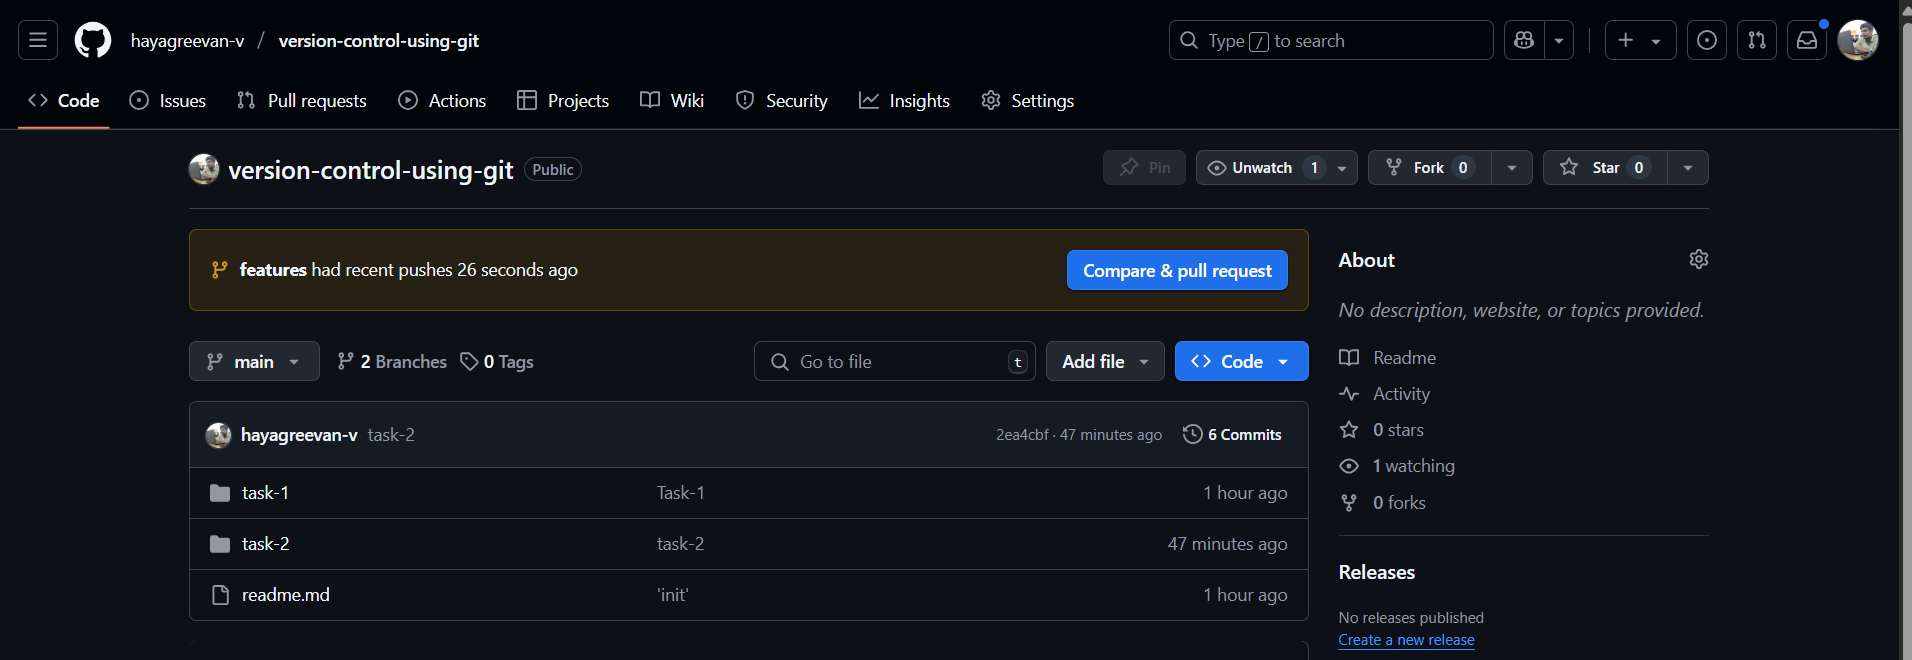 hayagreevan-v / version-control-using-git
Type / to search
Code Issues Pull requests Actions Projects Wiki Security Insights Settings
version-control-using-git Public
Pin Unwatch 1 Fork 0 Star 0
features had recent pushes 26 seconds ago
Compare & pull request
main 2 Branches 0 Tags
Go to file t Add file Code
hayagreevan-v task-2 2ea4cbf · 47 minutes ago 6 Commits
task-1 Task-1 1 hour ago
task-2 task-2 47 minutes ago
readme.md 'init' 1 hour ago
About
No description, website, or topics provided.
Readme
Activity
0 stars
1 watching
0 forks
Releases
No releases published
Create a new release